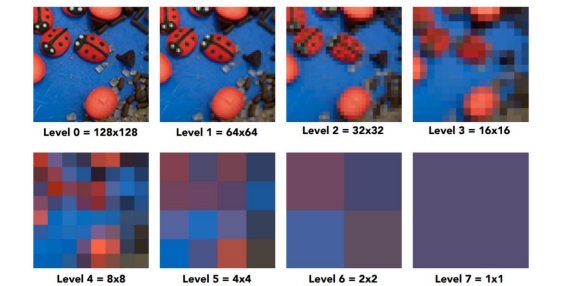 Level 0 = 128x128
Level 1 = 64x64
Level 2 = 32x32
Level 3 = 16x16
Level 4 = 8x8
Level 5 = 4x4
Level 6 = 2x2
Level 7 = 1x1